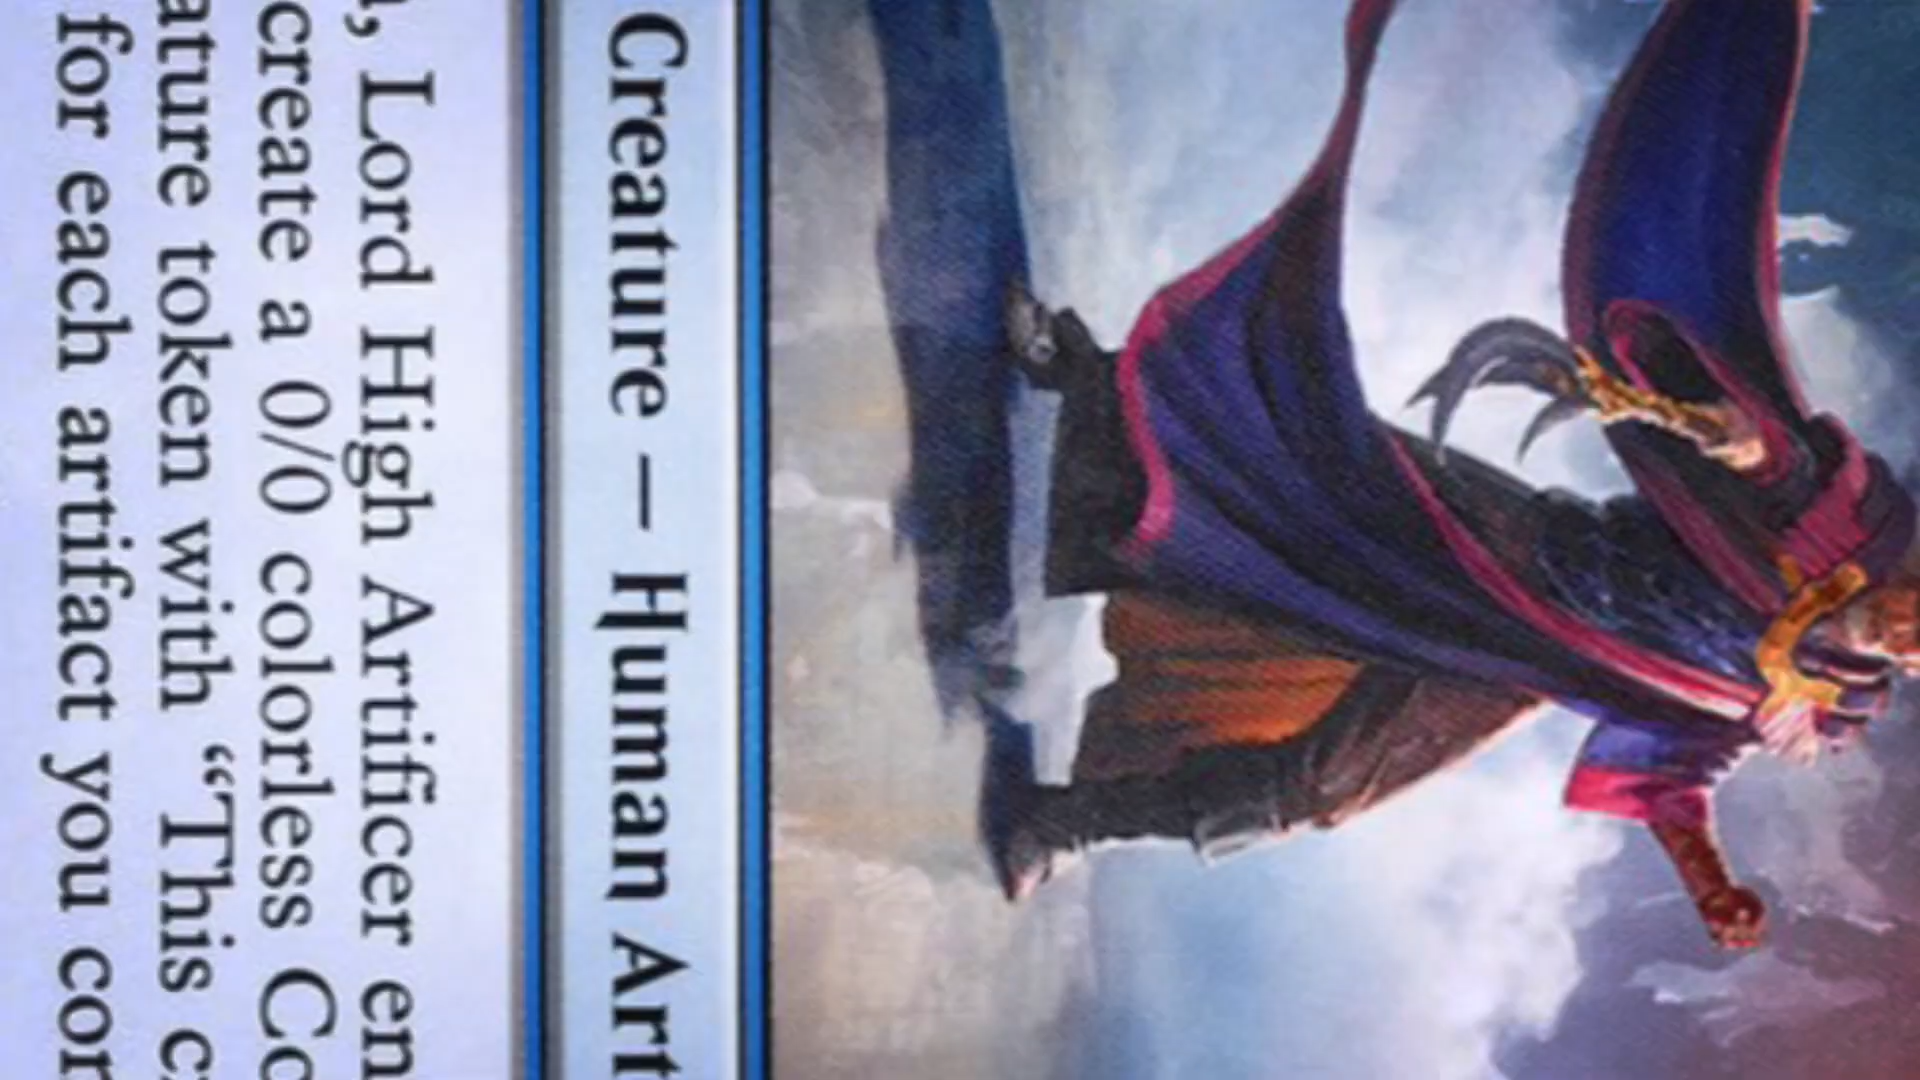 Creature — Human Art
, Lord High Artificer en
create a 0/0 colorless Co
ature token with “This c
for each artifact you con